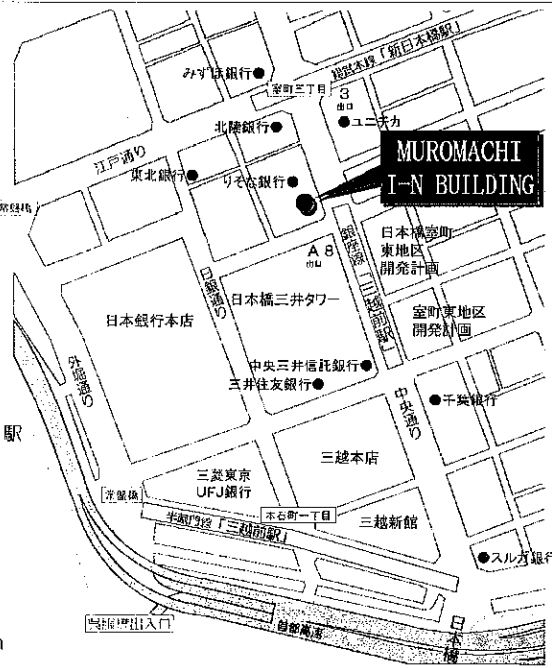 みずほ銀行
総武本線「新日本橋駅」
室町三丁目
3
出口
ユニチカ
北陸銀行
江戸通り
東北銀行
りそな銀行
MUROMACHI
I-N BUILDING
常盤橋
A8
出口
銀座線「三越前駅」
日本橋室町
東地区
開発計画
日銀通り
日本橋三井タワー
日本銀行本店
室町東地区
開発計画
外堀通り
中央三井信託銀行
三井住友銀行
中央通り
千葉銀行
駅
三越本店
三菱東京
UFJ銀行
常盤橋
本石町一丁目
半蔵門線「三越前駅」
三越新館
スルガ銀行
呉服橋出入口
首都高速
日本橋